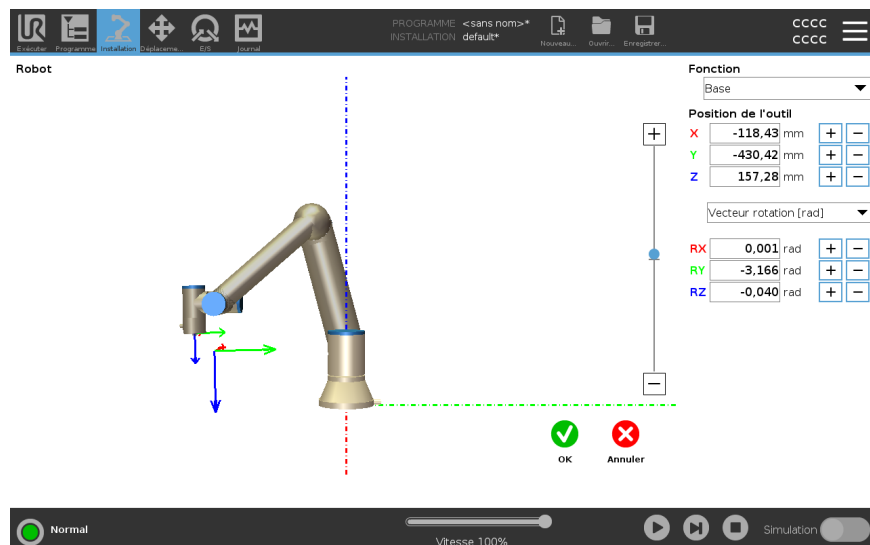 PROGRAMME <sans nom>*
INSTALLATION default*
cccc
cccc
Exécuter
Programme
Installation
Déplaceme...
E/S
Journal
Nouveau...
Ouvrir...
Enregistrer...
Robot
Fonction
Base
Position de l'outil
X -118,43 mm + −
Y -430,42 mm + −
Z 157,28 mm + −
Vecteur rotation [rad]
RX 0,001 rad + −
RY -3,166 rad + −
RZ -0,040 rad + −
OK
Annuler
Normal
Vitesse 100%
Simulation